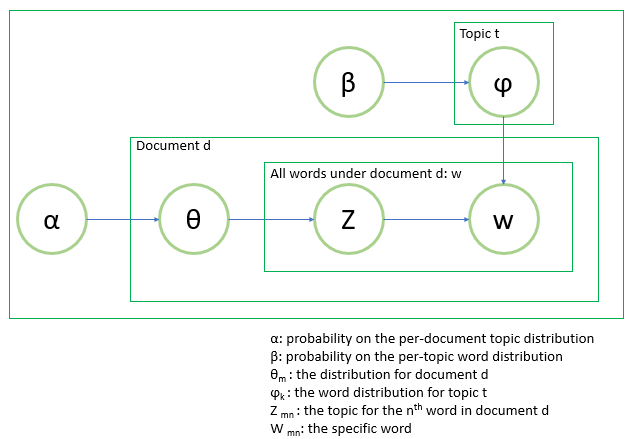 Topic t
β
φ
Document d
All words under document d: w
α
θ
Z
w
α: probability on the per-document topic distribution
β: probability on the per-topic word distribution
θm : the distribution for document d
φk : the word distribution for topic t
Z mn : the topic for the nth word in document d
W mn: the specific word